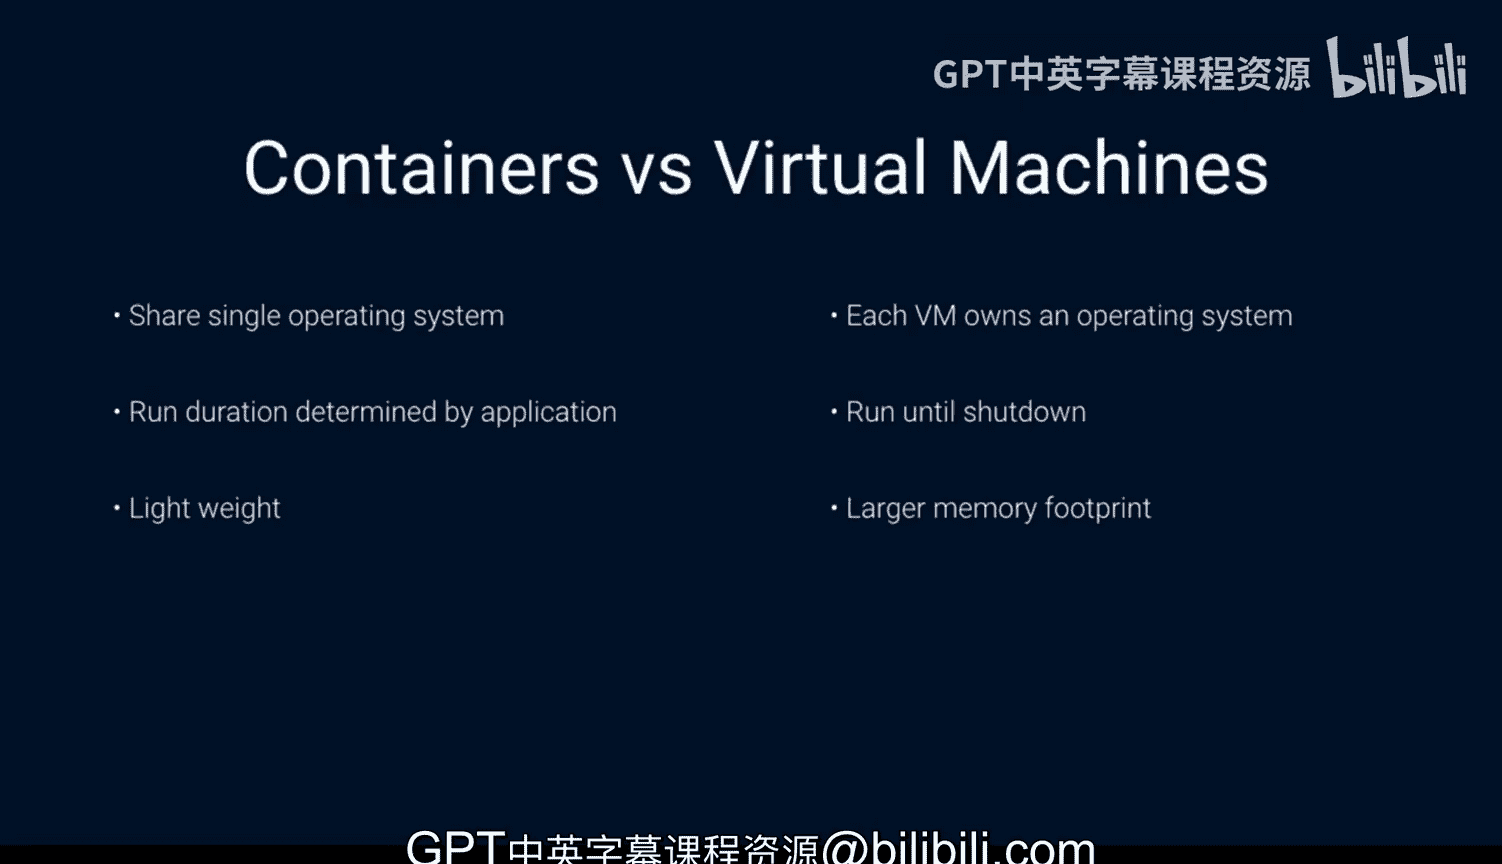 GPT中英字幕课程资源 bilibili
Containers vs Virtual Machines
• Share single operating system
• Run duration determined by application
• Light weight
• Each VM owns an operating system
• Run until shutdown
• Larger memory footprint
GPT中英字幕课程资源@bilibili.com